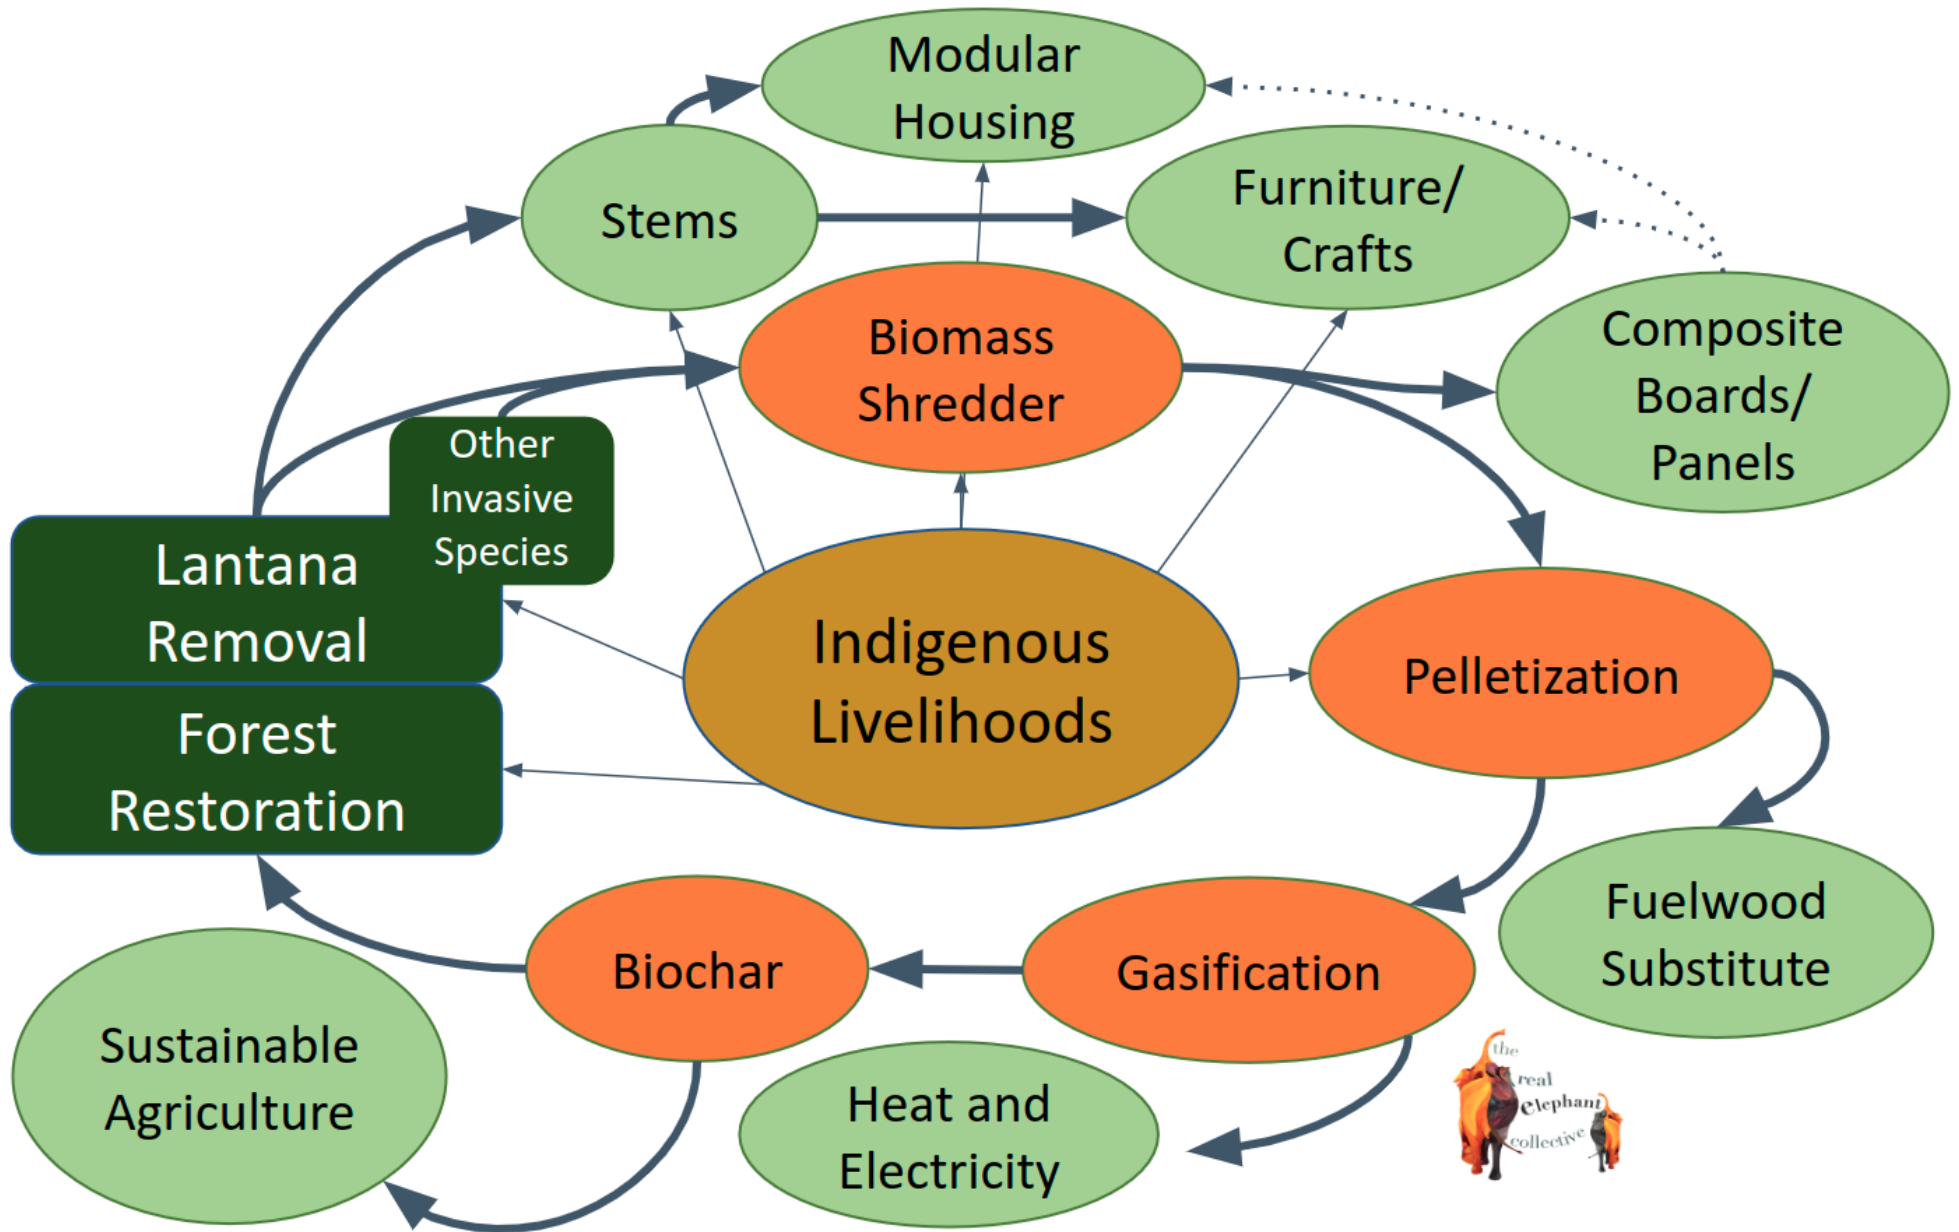 Modular
Housing
Stems
Furniture/
Crafts
Biomass
Shredder
Composite
Boards/
Panels
Other
Invasive
Species
Lantana
Removal
Indigenous
Livelihoods
Pelletization
Forest
Restoration
Fuelwood
Substitute
Biochar
Gasification
Sustainable
Agriculture
Heat and
Electricity
the
real
elephant
collective